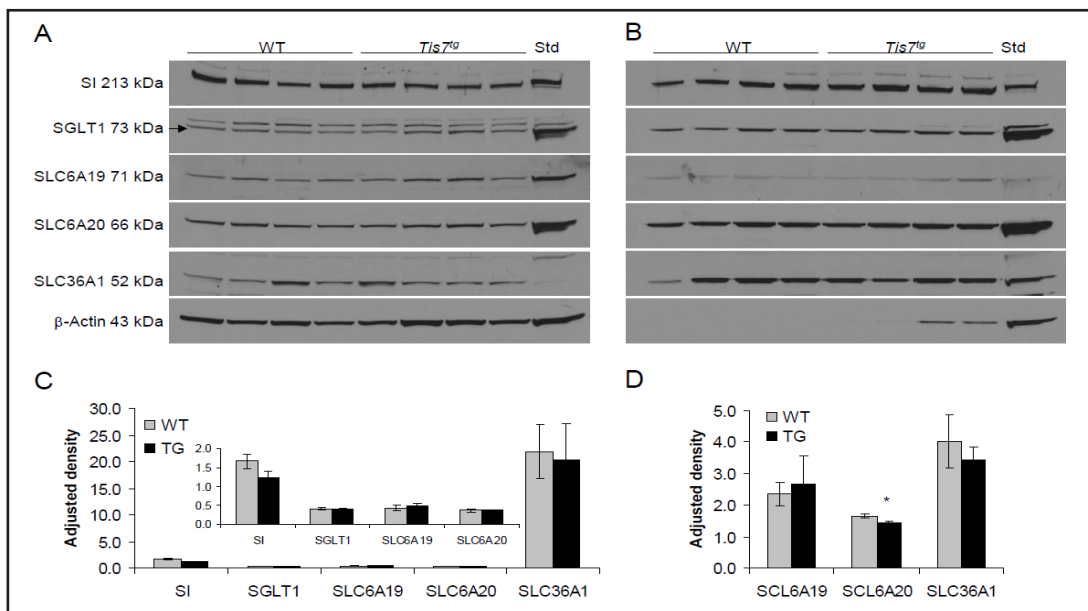 A
WT Tis7tg Std
SI 213 kDa
SGLT1 73 kDa
SLC6A19 71 kDa
SLC6A20 66 kDa
SLC36A1 52 kDa
β-Actin 43 kDa
B
WT Tis7tg Std
C
Adjusted density
30.0
25.0
20.0
15.0
10.0
5.0
0.0
WT
TG
2.0
1.5
1.0
0.5
0.0
SI SGLT1 SLC6A19 SLC6A20
SI SGLT1 SLC6A19 SLC6A20 SLC36A1
D
Adjusted density
5.0
4.0
3.0
2.0
1.0
0.0
WT
TG
*
SCL6A19 SCL6A20 SLC36A1